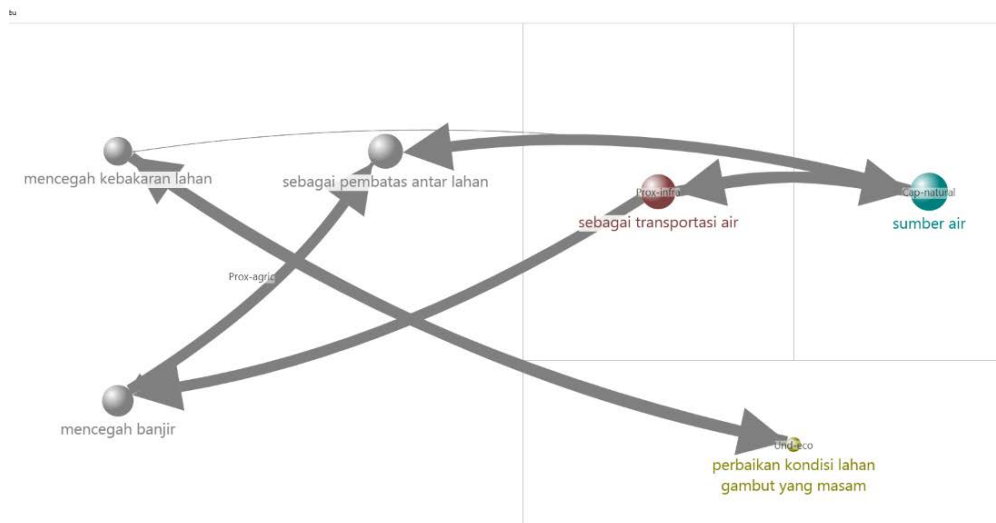 bu
mencegah kebakaran lahan
sebagai pembatas antar lahan
Prox-infra
sebagai transportasi air
Cap-natural
sumber air
Prox-agric
mencegah banjir
Und-eco
perbaikan kondisi lahan
gambut yang masam